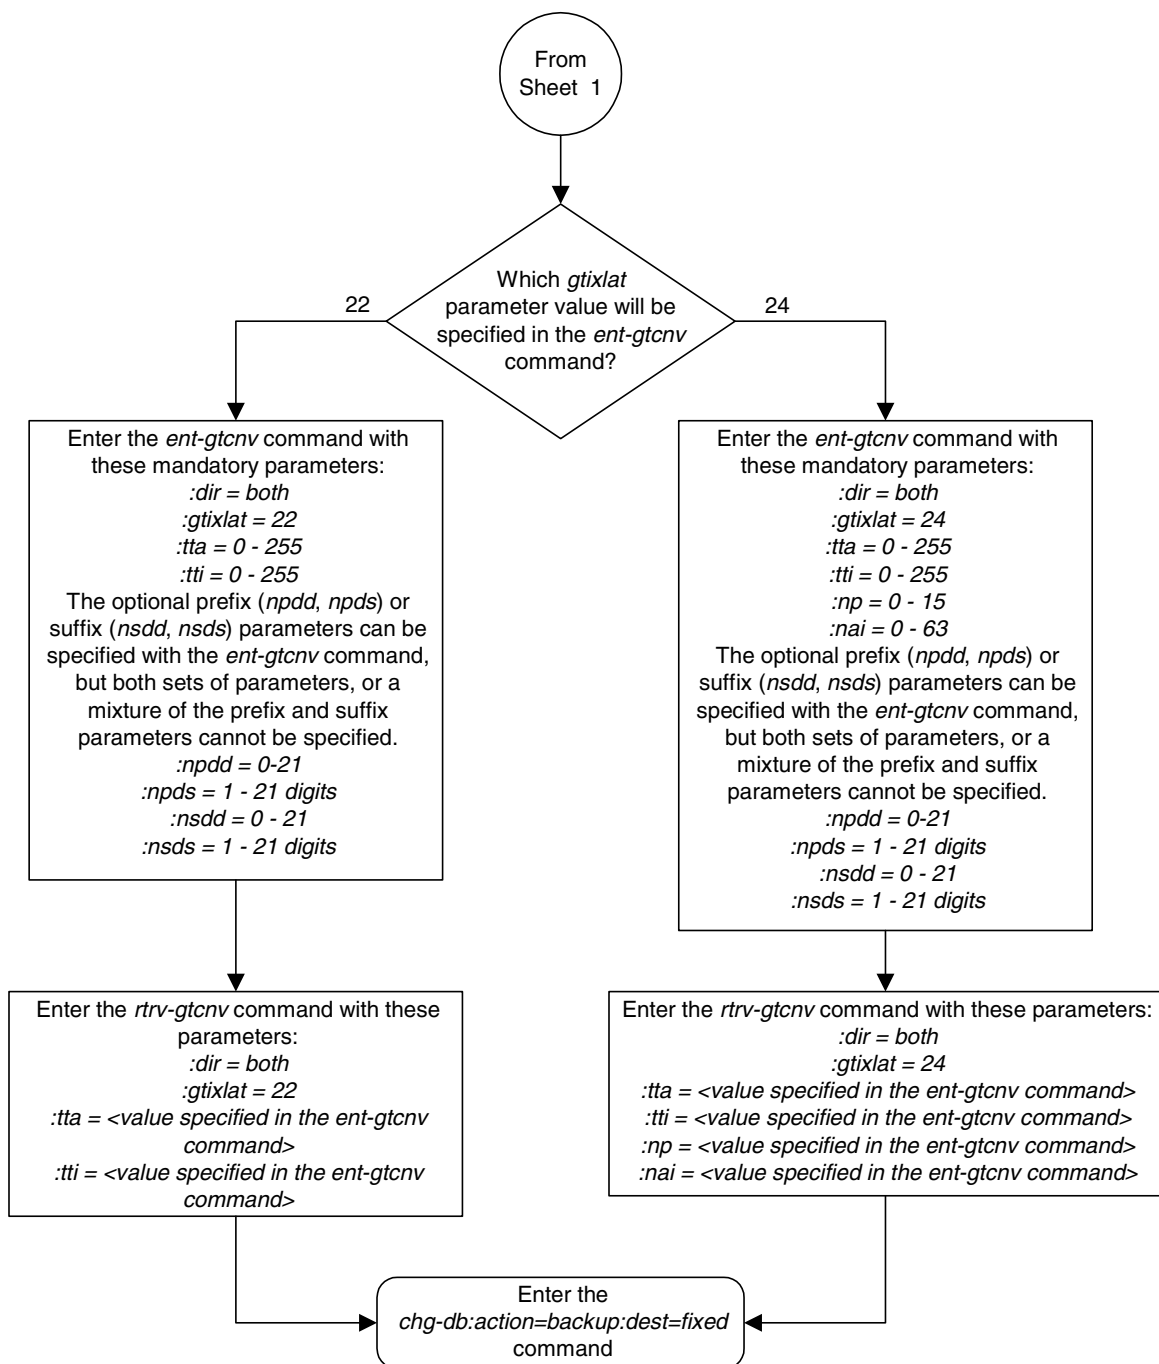 From
Sheet 1
Which gtixlat
parameter value will be
specified in the ent-gtcnv
command?
22
24
Enter the ent-gtcnv command with
these mandatory parameters:
:dir = both
:gtixlat = 22
:tta = 0 - 255
:tti = 0 - 255
The optional prefix (npdd, npds) or
suffix (nsdd, nsds) parameters can be
specified with the ent-gtcnv command,
but both sets of parameters, or a
mixture of the prefix and suffix
parameters cannot be specified.
:npdd = 0-21
:npds = 1 - 21 digits
:nsdd = 0 - 21
:nsds = 1 - 21 digits
Enter the ent-gtcnv command with
these mandatory parameters:
:dir = both
:gtixlat = 24
:tta = 0 - 255
:tti = 0 - 255
:np = 0 - 15
:nai = 0 - 63
The optional prefix (npdd, npds) or
suffix (nsdd, nsds) parameters can be
specified with the ent-gtcnv command,
but both sets of parameters, or a
mixture of the prefix and suffix
parameters cannot be specified.
:npdd = 0-21
:npds = 1 - 21 digits
:nsdd = 0 - 21
:nsds = 1 - 21 digits
Enter the rtrv-gtcnv command with these
parameters:
:dir = both
:gtixlat = 22
:tta = <value specified in the ent-gtcnv
command>
:tti = <value specified in the ent-gtcnv
command>
Enter the rtrv-gtcnv command with these parameters:
:dir = both
:gtixlat = 24
:tta = <value specified in the ent-gtcnv command>
:tti = <value specified in the ent-gtcnv command>
:np = <value specified in the ent-gtcnv command>
:nai = <value specified in the ent-gtcnv command>
Enter the
chg-db:action=backup:dest=fixed
command